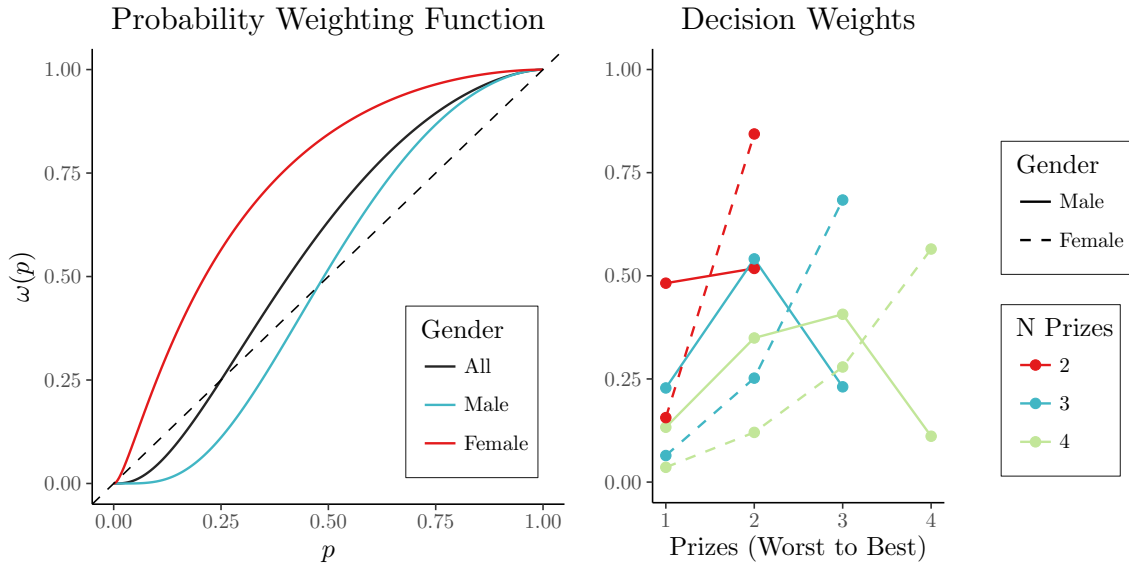 Probability Weighting Function
1.00
0.75
0.50
0.25
0.00
ω(p)
0.00 0.25 0.50 0.75 1.00
p
Gender
All
Male
Female
Decision Weights
1.00
0.75
0.50
0.25
0.00
1 2 3 4
Prizes (Worst to Best)
Gender
Male
Female
N Prizes
2
3
4